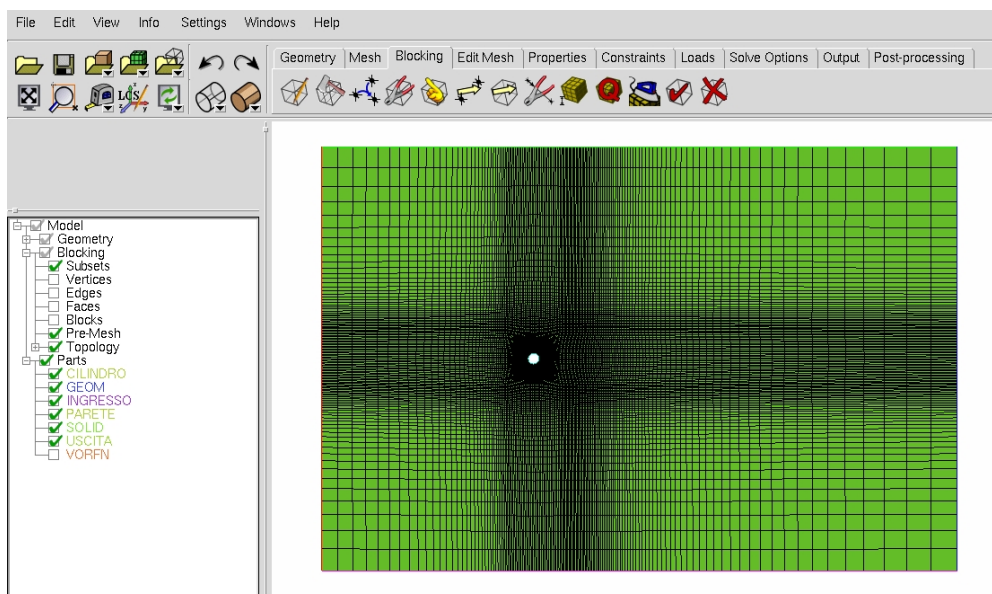 File Edit View Info Settings Windows Help
Geometry Mesh Blocking Edit Mesh Properties Constraints Loads Solve Options Output Post-processing
LCS
Model
Geometry
Blocking
Subsets
Vertices
Edges
Faces
Blocks
Pre-Mesh
Topology
Parts
CILINDRO
GEOM
INGRESSO
PARETE
SOLID
USCITA
VORFN